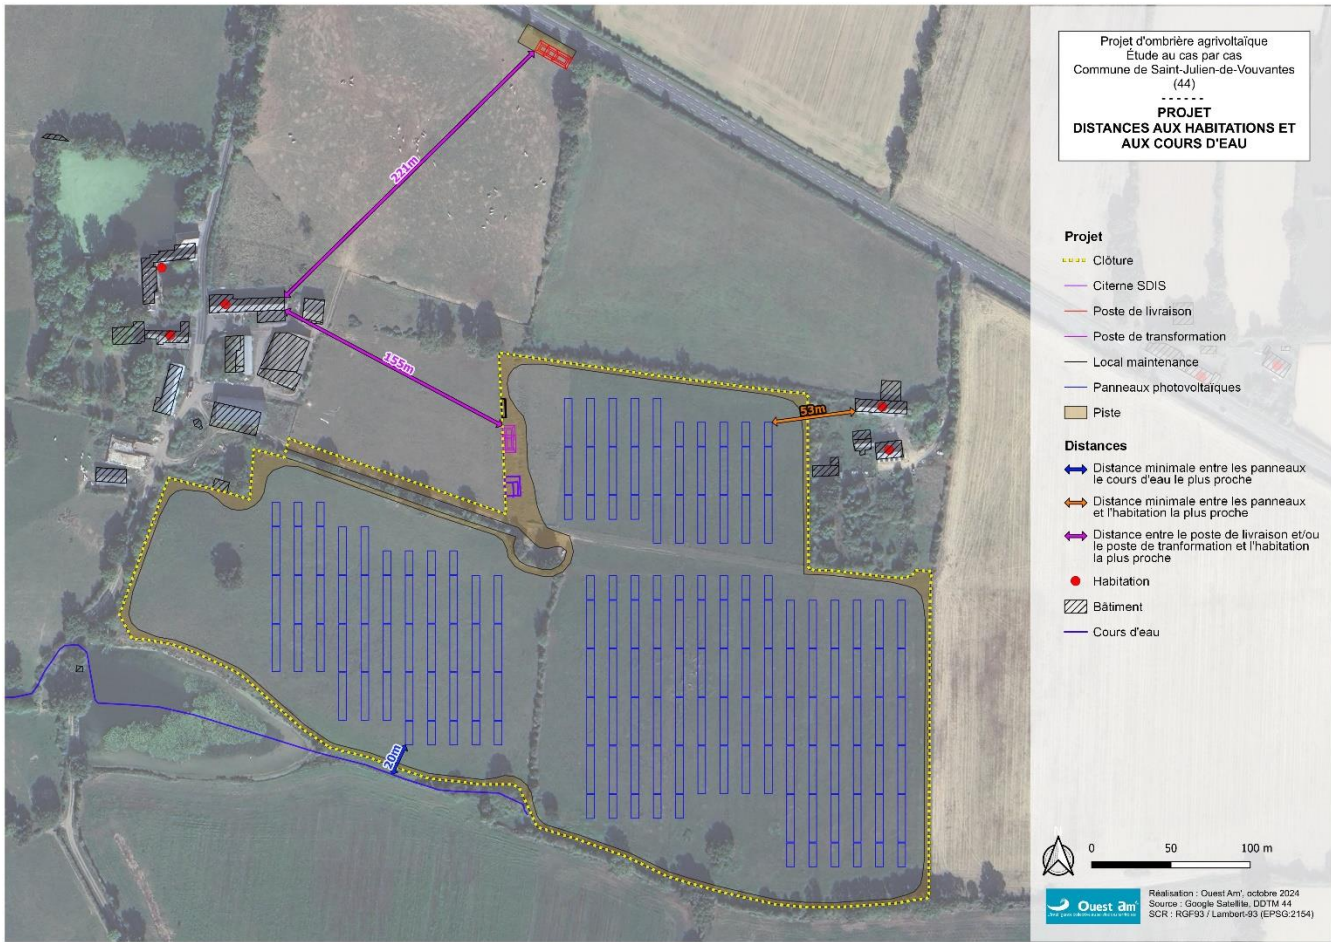 Projet d'ombrière agrivoltaïque
Étude au cas par cas
Commune de Saint-Julien-de-Vouvantes
(44)
------
PROJET
DISTANCES AUX HABITATIONS ET
AUX COURS D'EAU
221m
155m
53m
20m
Projet
Clôture
Citerne SDIS
Poste de livraison
Poste de transformation
Local maintenance
Panneaux photovoltaïques
Piste
Distances
Distance minimale entre les panneaux
le cours d'eau le plus proche
Distance minimale entre les panneaux
et l'habitation la plus proche
Distance entre le poste de livraison et/ou
le poste de tranformation et l'habitation
la plus proche
Habitation
Bâtiment
Cours d'eau
N
0 50 100 m
Ouest Am'
Réalisation : Ouest Am', octobre 2024
Source : Google Satellite, DDTM 44
SCR : RGF93 / Lambert-93 (EPSG:2154)